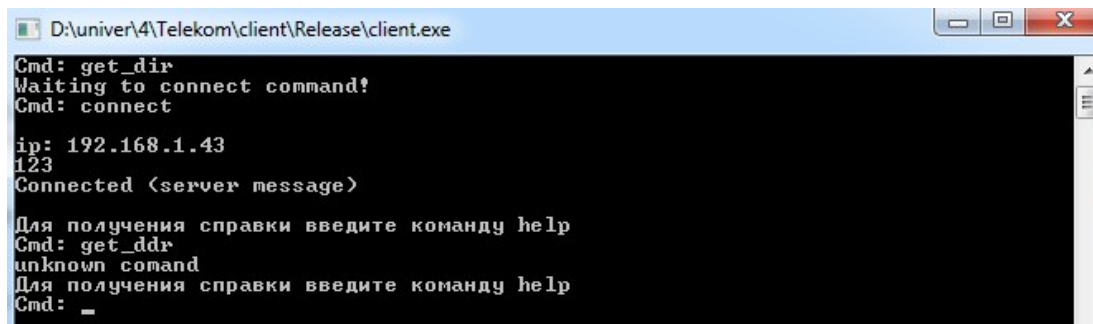 D:\univer\4\Telekom\client\Release\client.exe
Cmd: get_dir
Waiting to connect command!
Cmd: connect
ip: 192.168.1.43
123
Connected (server message)
Для получения справки введите команду help
Cmd: get_ddr
unknown comand
Для получения справки введите команду help
Cmd: _